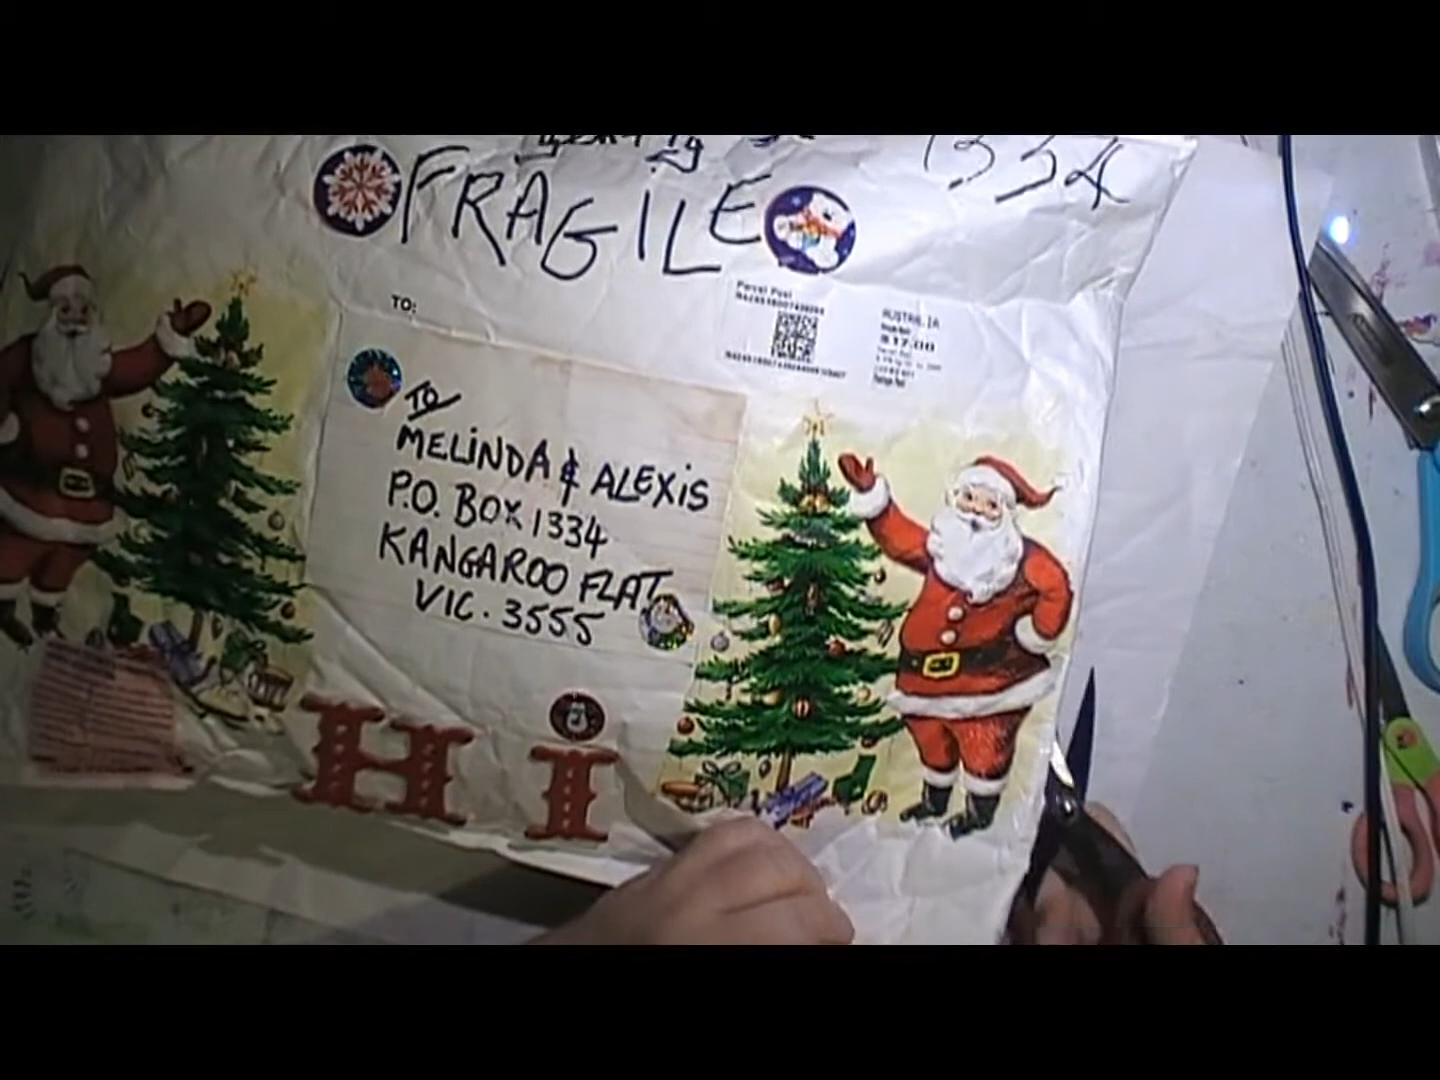 1334
FRAGILE
TO:
Parcel Post
AUSTRALIA
$17.00
TO
MELINDA & ALEXIS
P.O. BOX 1334
KANGAROO FLAT
VIC. 3555
Hi